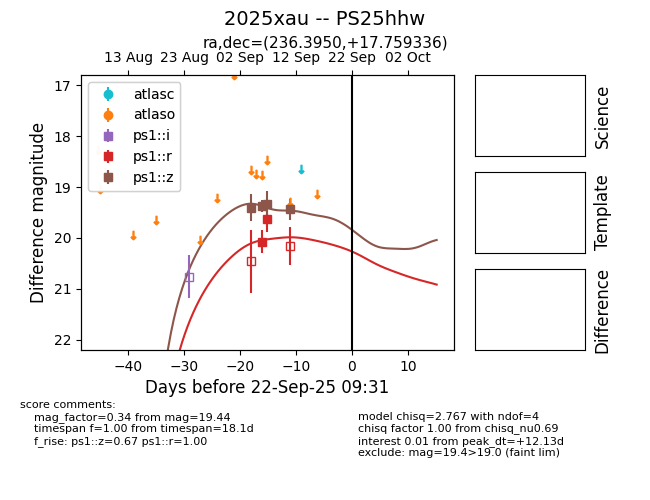 2025xau -- PS25hhw
ra,dec=(236.3950,+17.759336)
13 Aug 23 Aug 02 Sep 12 Sep 22 Sep 02 Oct
17
18
19
20
21
22
Difference magnitude
atlasc
atlaso
ps1::i
ps1::r
ps1::z
−40 −30 −20 −10 0 10
Days before 22-Sep-25 09:31
Science
Template
Difference
score comments:
mag_factor=0.34 from mag=19.44
timespan f=1.00 from timespan=18.1d
f_rise: ps1::z=0.67 ps1::r=1.00
model chisq=2.767 with ndof=4
chisq factor 1.00 from chisq_nu0.69
interest 0.01 from peak_dt=+12.13d
exclude: mag=19.4>19.0 (faint lim)